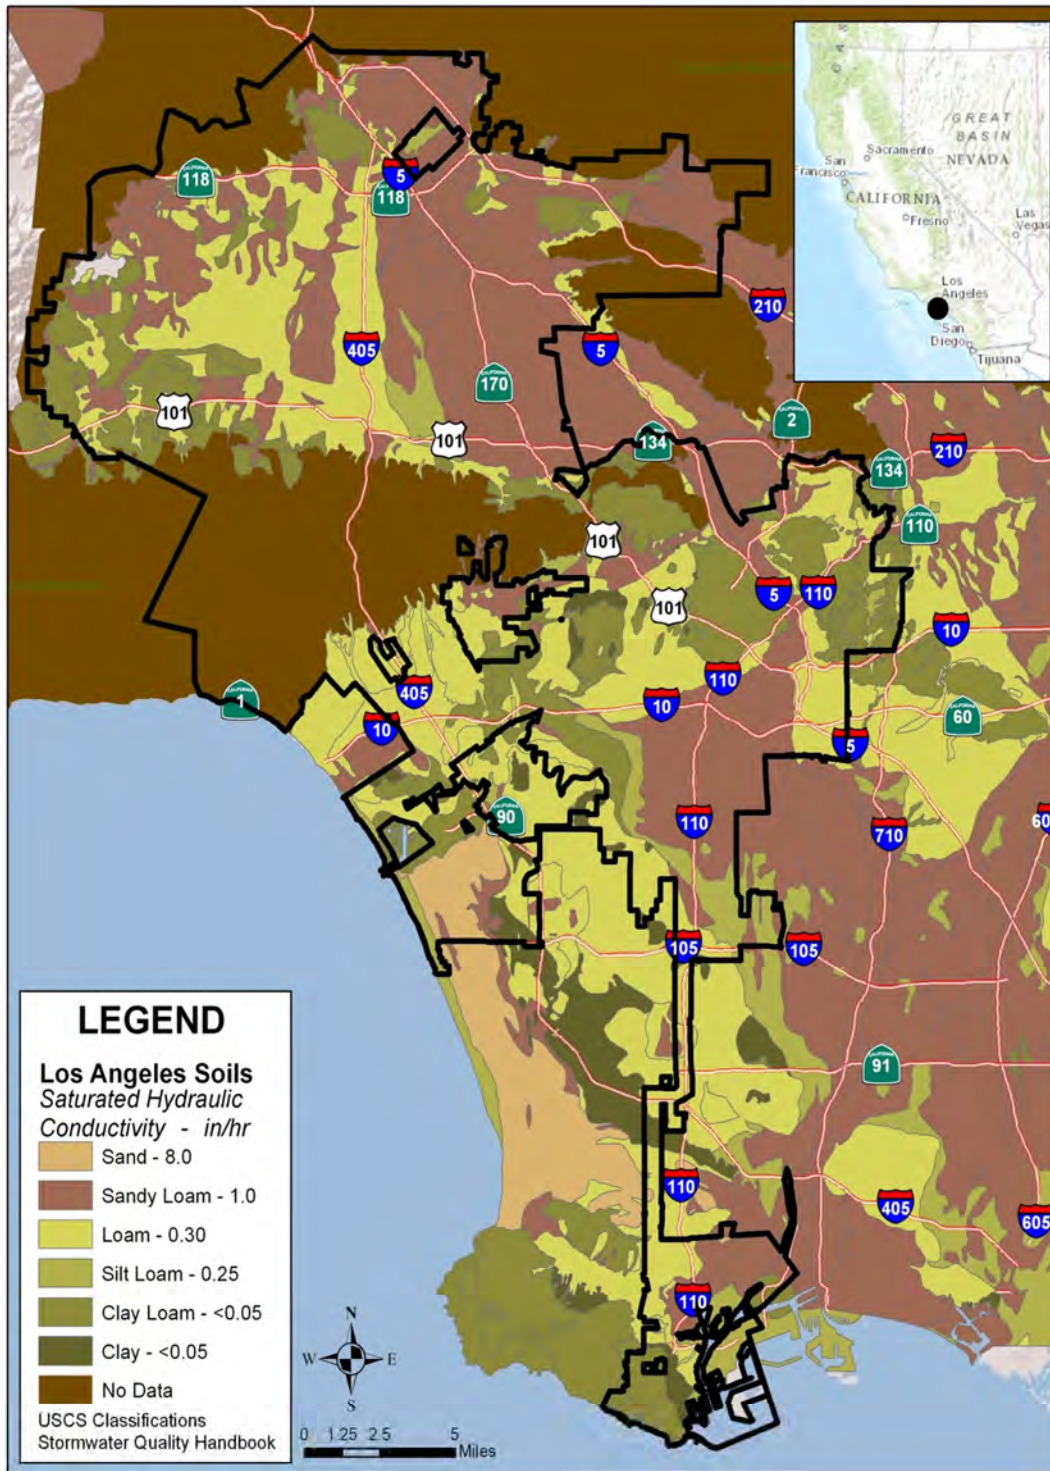 118
5
118
210
405
5
170
2
101
101
134
210
134
110
101
5
110
101
10
110
405
1
10
10
60
5
90
110
710
60
105
105
91
110
405
605
110
GREAT
BASIN
NEVADA
Sacramento
San
Francisco
CALIFORNIA
Fresno
Las
Vegas
Los
Angeles
San
Diego
Tijuana
LEGEND
Los Angeles Soils
Saturated Hydraulic
Conductivity - in/hr
Sand - 8.0
Sandy Loam - 1.0
Loam - 0.30
Silt Loam - 0.25
Clay Loam - <0.05
Clay - <0.05
No Data
USCS Classifications
Stormwater Quality Handbook
N
W E
S
0 1.25 2.5 5
Miles